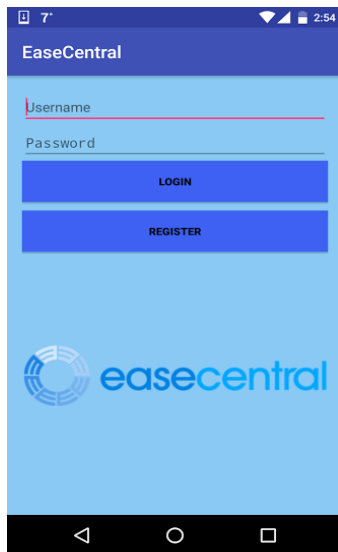 7°
2:54
EaseCentral
Username
Password
LOGIN
REGISTER
easecentral